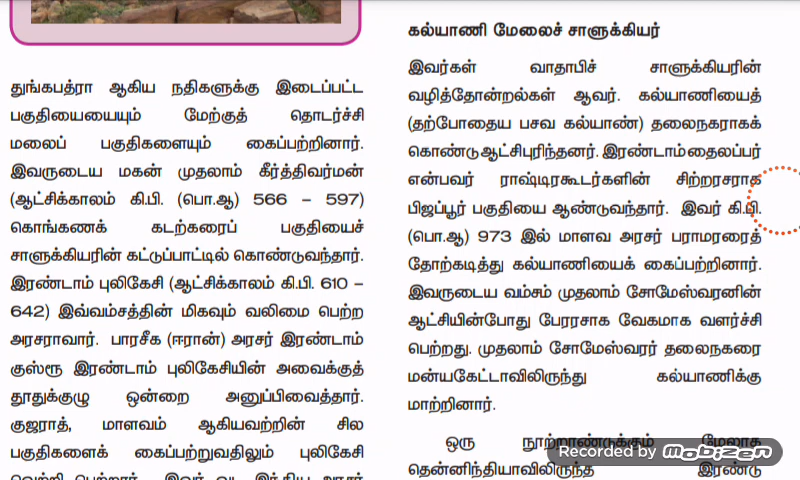 துங்கபத்ரா ஆகிய நதிகளுக்கு இடைப்பட்ட
பகுதியையையும் மேற்குத் தொடர்ச்சி
மலைப் பகுதிகளையும் கைப்பற்றினார்.
இவருடைய மகன் முதலாம் கீர்த்திவர்மன்
(ஆட்சிக்காலம் கி.பி. (பொ.ஆ) 566 – 597)
கொங்கணக் கடற்கரைப் பகுதியைச்
சாளுக்கியரின் கட்டுப்பாட்டில் கொண்டுவந்தார்.
இரண்டாம் புலிகேசி (ஆட்சிக்காலம் கி.பி. 610 –
642) இவ்வம்சத்தின் மிகவும் வலிமை பெற்ற
அரசராவார். பாரசீக (ஈரான்) அரசர் இரண்டாம்
குஸ்ரூ இரண்டாம் புலிகேசியின் அவைக்குத்
தூதுக்குழு ஒன்றை அனுப்பிவைத்தார்.
குஜராத், மாளவம் ஆகியவற்றின் சில
பகுதிகளைக் கைப்பற்றுவதிலும் புலிகேசி
வெற்றி பெற்றார். இவர் வட இந்திய அரசர்
கல்யாணி மேலைச் சாளுக்கியர்
இவர்கள் வாதாபிச் சாளுக்கியரின்
வழித்தோன்றல்கள் ஆவர். கல்யாணியைத்
(தற்போதைய பசவ கல்யாண்) தலைநகராகக்
கொண்டுஆட்சிபுரிந்தனர். இரண்டாம்தைலப்பர்
என்பவர் ராஷ்டிரகூடர்களின் சிற்றரசராக
பிஜப்பூர் பகுதியை ஆண்டுவந்தார். இவர் கி.பி.
(பொ.ஆ) 973 இல் மாளவ அரசர் பராமரரைத்
தோற்கடித்து கல்யாணியைக் கைப்பற்றினார்.
இவருடைய வம்சம் முதலாம் சோமேஸ்வரனின்
ஆட்சியின்போது பேரரசாக வேகமாக வளர்ச்சி
பெற்றது. முதலாம் சோமேஸ்வரர் தலைநகரை
மன்யகேட்டாவிலிருந்து கல்யாணிக்கு
மாற்றினார்.
ஒரு நூற்றாண்டுக்கும் மேலாக
தென்னிந்தியாவிலிருந்த இரண்டு
Recorded by Mobizen